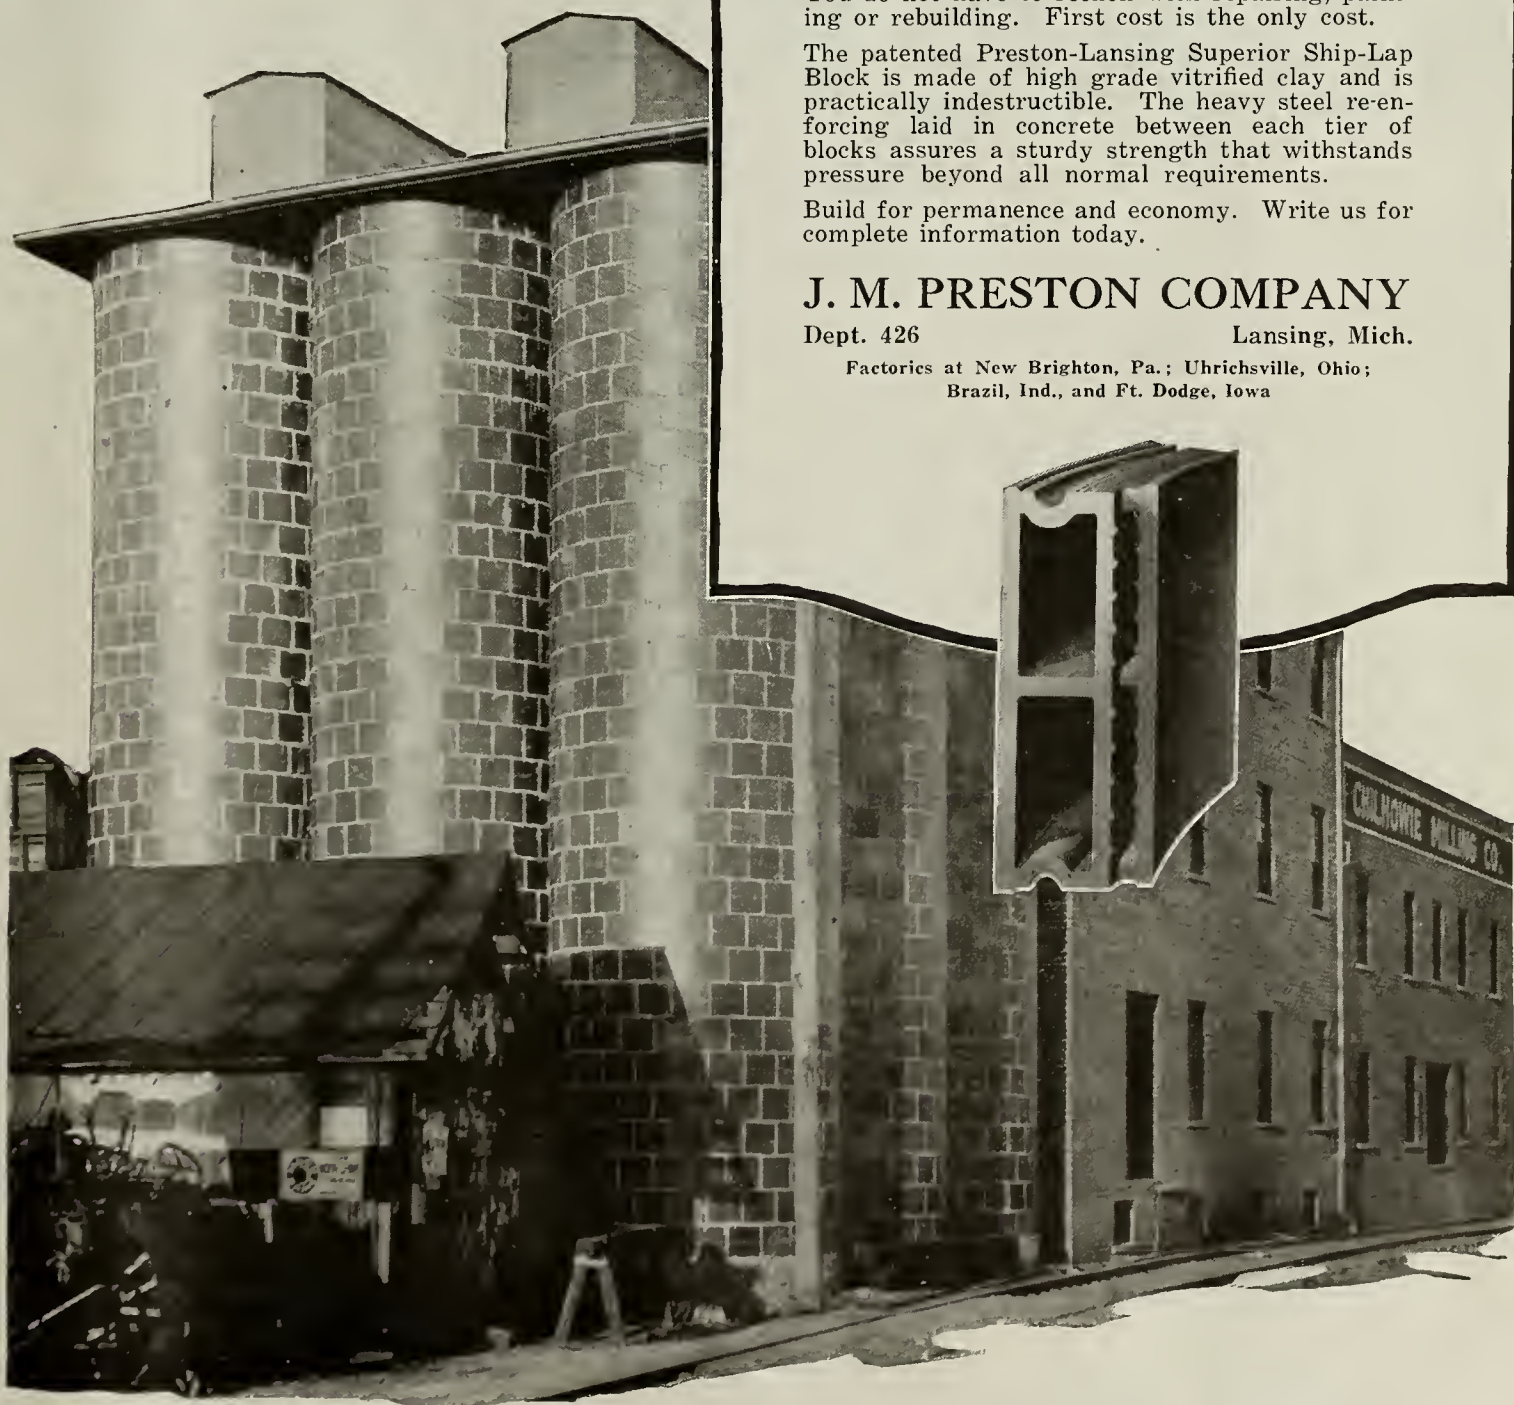 ing or rebuilding. First cost is the only cost.
The patented Preston-Lansing Superior Ship-Lap
Block is made of high grade vitrified clay and is
practically indestructible. The heavy steel re-en-
forcing laid in concrete between each tier of
blocks assures a sturdy strength that withstands
pressure beyond all normal requirements.
Build for permanence and economy. Write us for
complete information today.
J. M. PRESTON COMPANY
Dept. 426 Lansing, Mich.
Factories at New Brighton, Pa.; Uhrichsville, Ohio;
Brazil, Ind., and Ft. Dodge, Iowa
CHILHOWIE MILLING CO.